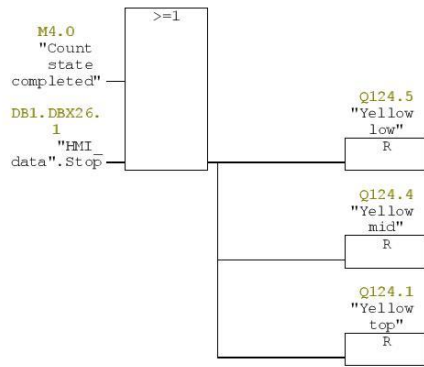 >=1
M4.0
"Count
state
completed"
DB1.DBX26.
1
"HMI_
data".Stop
Q124.5
"Yellow
low"
R
Q124.4
"Yellow
mid"
R
Q124.1
"Yellow
top"
R